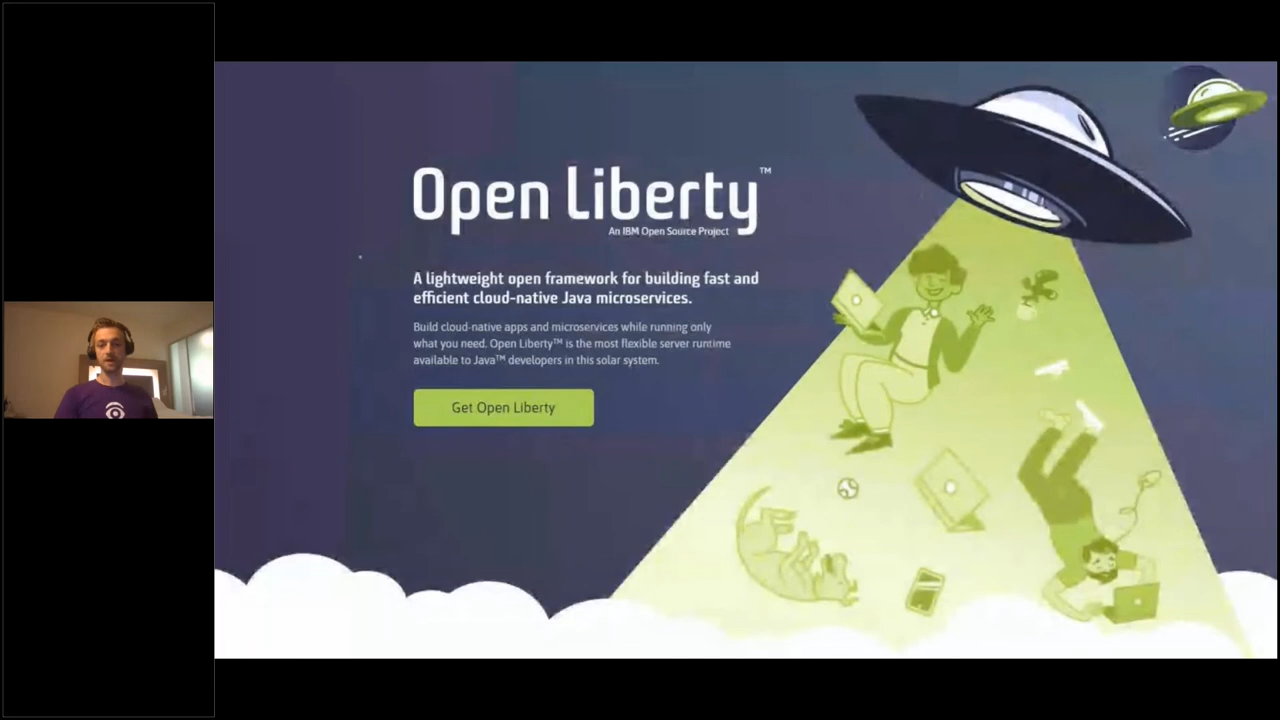 Open Liberty™
An IBM Open Source Project
A lightweight open framework for building fast and
efficient cloud-native Java microservices.
Build cloud-native apps and microservices while running only
what you need. Open Liberty™ is the most flexible server runtime
available to Java™ developers in this solar system.
Get Open Liberty